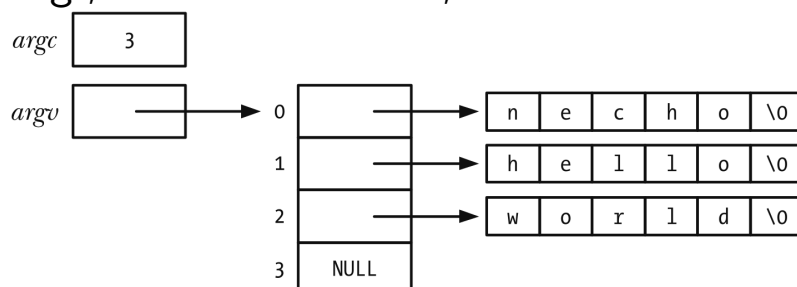 argc 3
argv 0 n e c h o \0
1 h e l l o \0
2 w o r l d \0
3 NULL